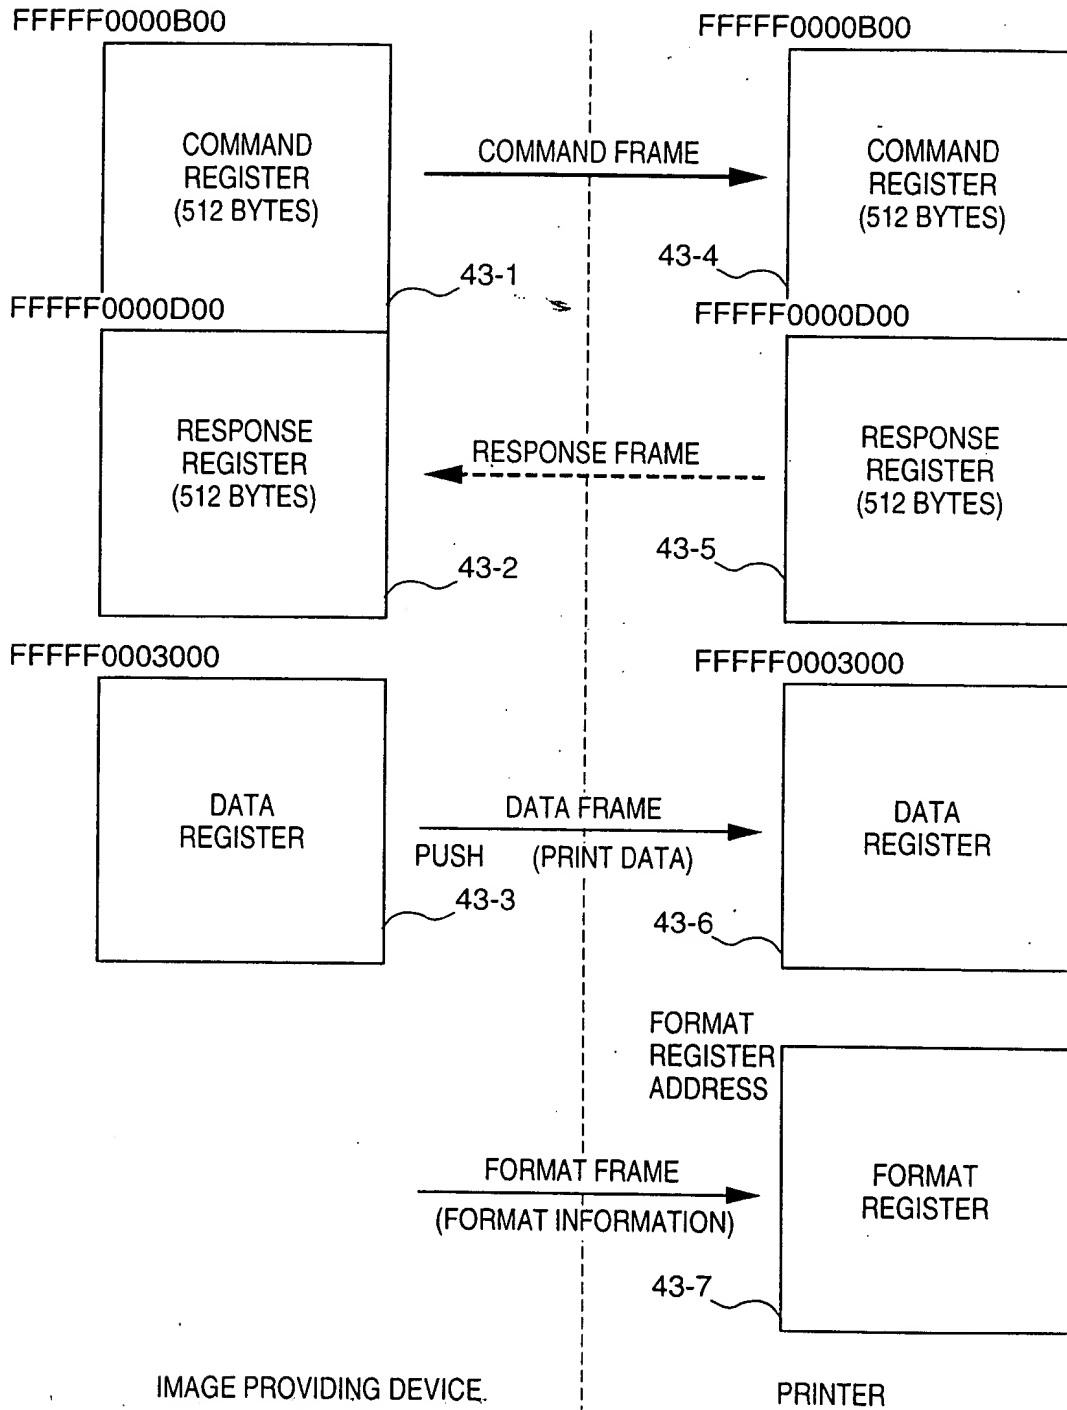 FFFFF0000B00
FFFFF0000B00
COMMAND
REGISTER
(512 BYTES)
COMMAND FRAME
COMMAND
REGISTER
(512 BYTES)
43-1
43-4
FFFFF0000D00
FFFFF0000D00
RESPONSE
REGISTER
(512 BYTES)
RESPONSE FRAME
RESPONSE
REGISTER
(512 BYTES)
43-2
43-5
FFFFF0003000
FFFFF0003000
DATA
REGISTER
DATA FRAME
PUSH (PRINT DATA)
DATA
REGISTER
43-3
43-6
FORMAT
REGISTER
ADDRESS
FORMAT FRAME
(FORMAT INFORMATION)
FORMAT
REGISTER
43-7
IMAGE PROVIDING DEVICE
PRINTER